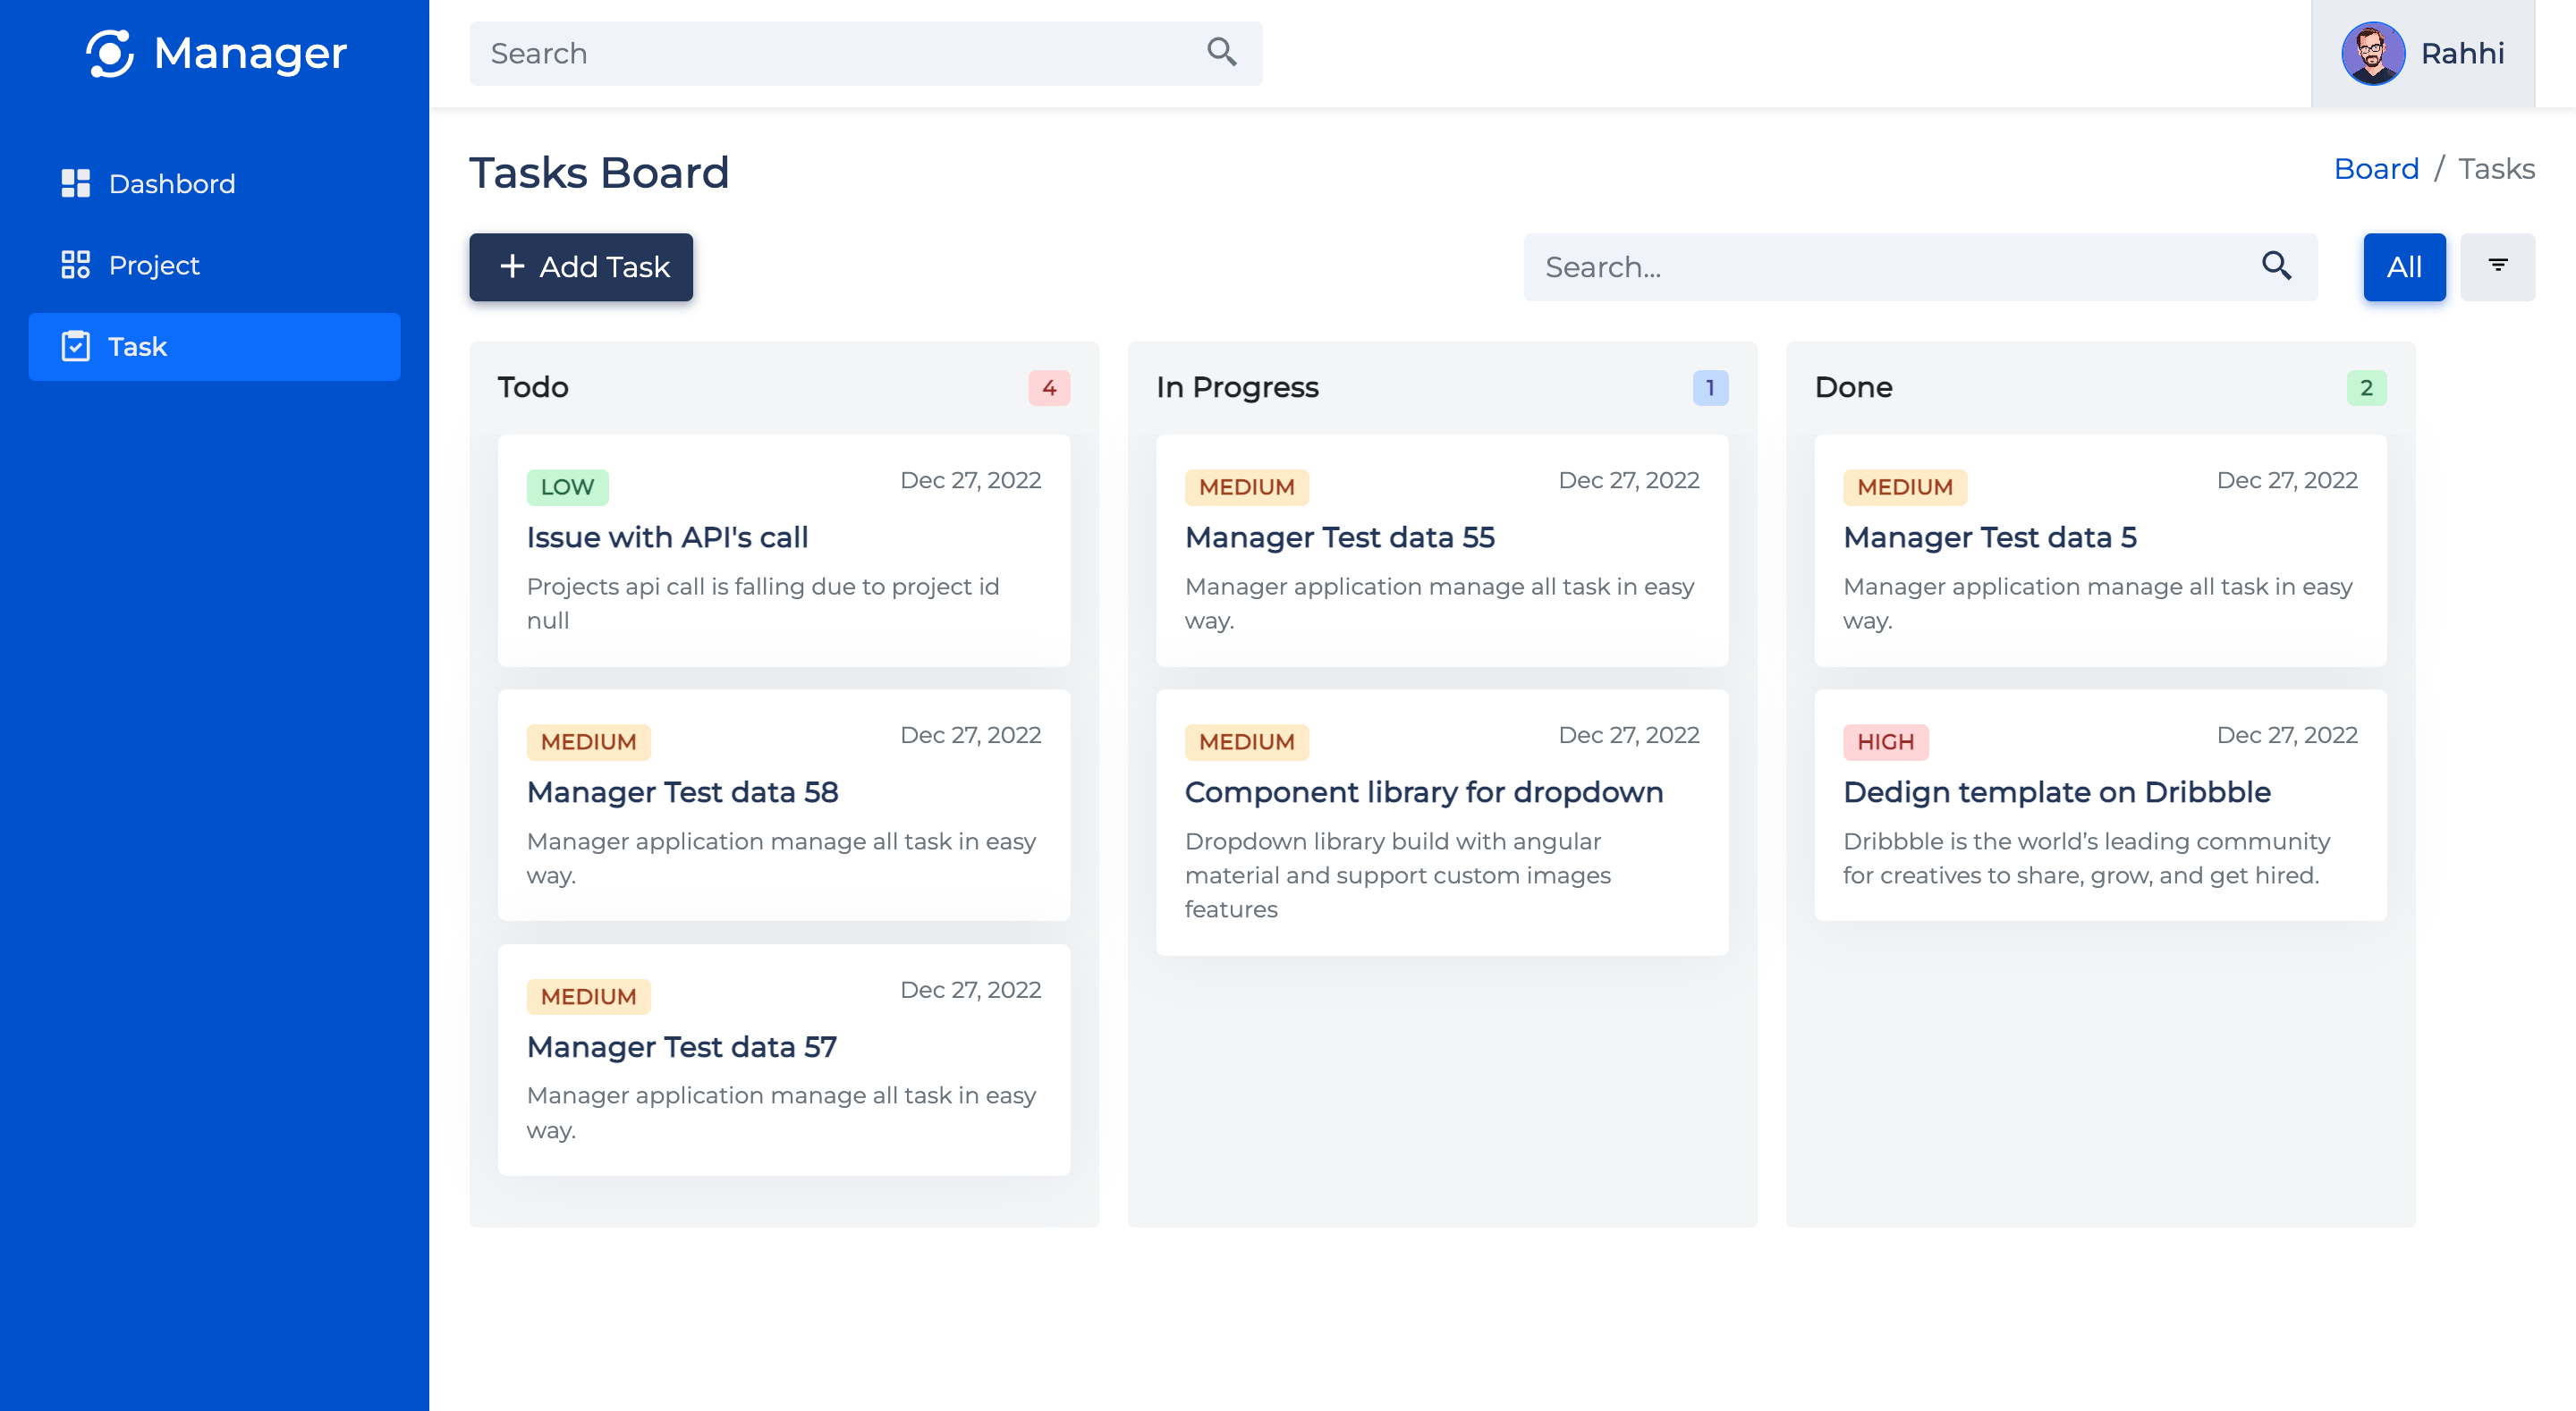 Manager
Dashbord
Project
Task
Search
Rahhi
Tasks Board
Board / Tasks
+ Add Task
Search...
All
Todo
4
LOW
Dec 27, 2022
Issue with API's call
Projects api call is falling due to project id
null
MEDIUM
Dec 27, 2022
Manager Test data 58
Manager application manage all task in easy
way.
MEDIUM
Dec 27, 2022
Manager Test data 57
Manager application manage all task in easy
way.
In Progress
1
MEDIUM
Dec 27, 2022
Manager Test data 55
Manager application manage all task in easy
way.
MEDIUM
Dec 27, 2022
Component library for dropdown
Dropdown library build with angular
material and support custom images
features
Done
2
MEDIUM
Dec 27, 2022
Manager Test data 5
Manager application manage all task in easy
way.
HIGH
Dec 27, 2022
Dedign template on Dribbble
Dribbble is the world’s leading community
for creatives to share, grow, and get hired.